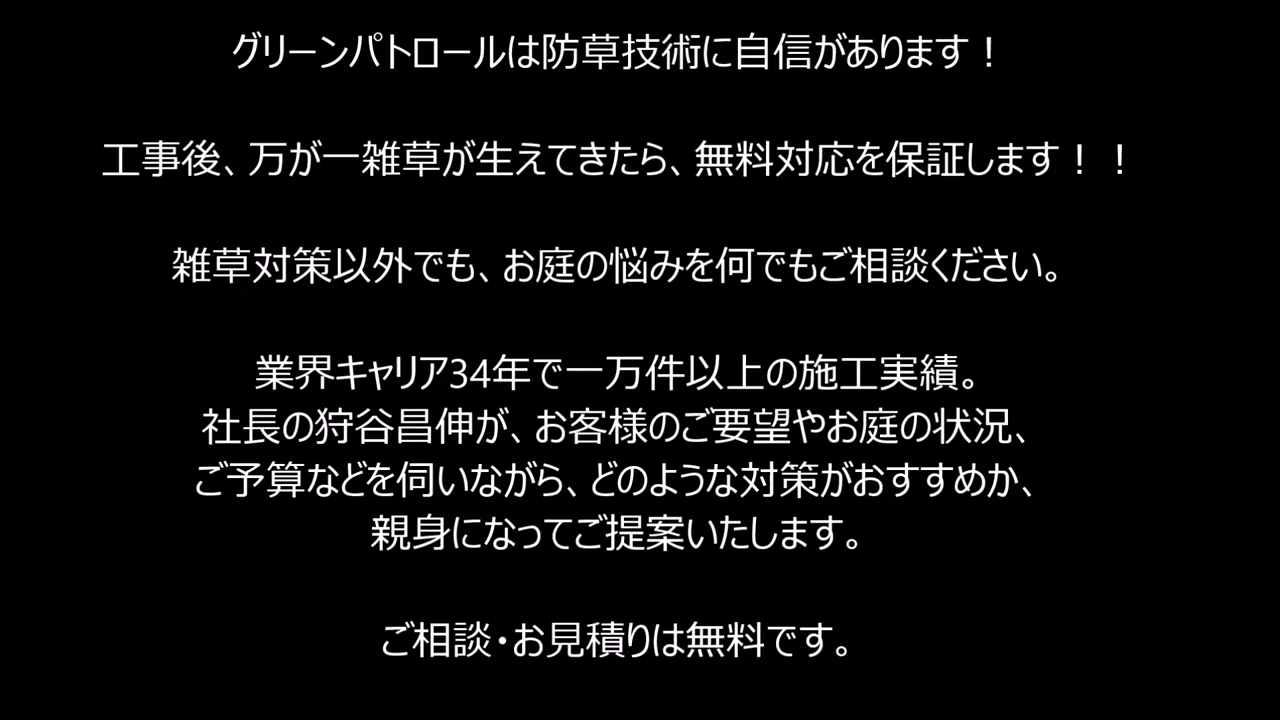 グリーンパトロールは防草技術に自信があります！
工事後、万が一雑草が生えてきたら、無料対応を保証します！！
雑草対策以外でも、お庭の悩みを何でもご相談ください。
業界キャリア34年で一万件以上の施工実績。
社長の狩谷昌伸が、お客様のご要望やお庭の状況、
ご予算などを伺いながら、どのような対策がおすすめか、
親身になってご提案いたします。
ご相談・お見積りは無料です。